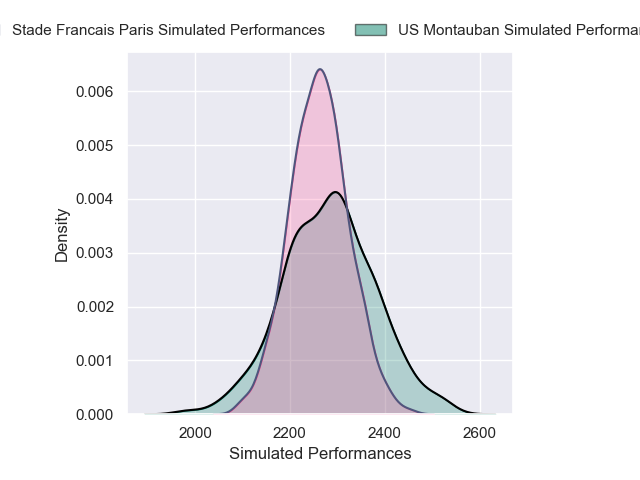 Stade Francais Paris Simulated Performances US Montauban Simulated
0.006
0.005
0.004
0.003
0.002
0.001
0.000
Density
2000 2200 2400 2600
Simulated Performances